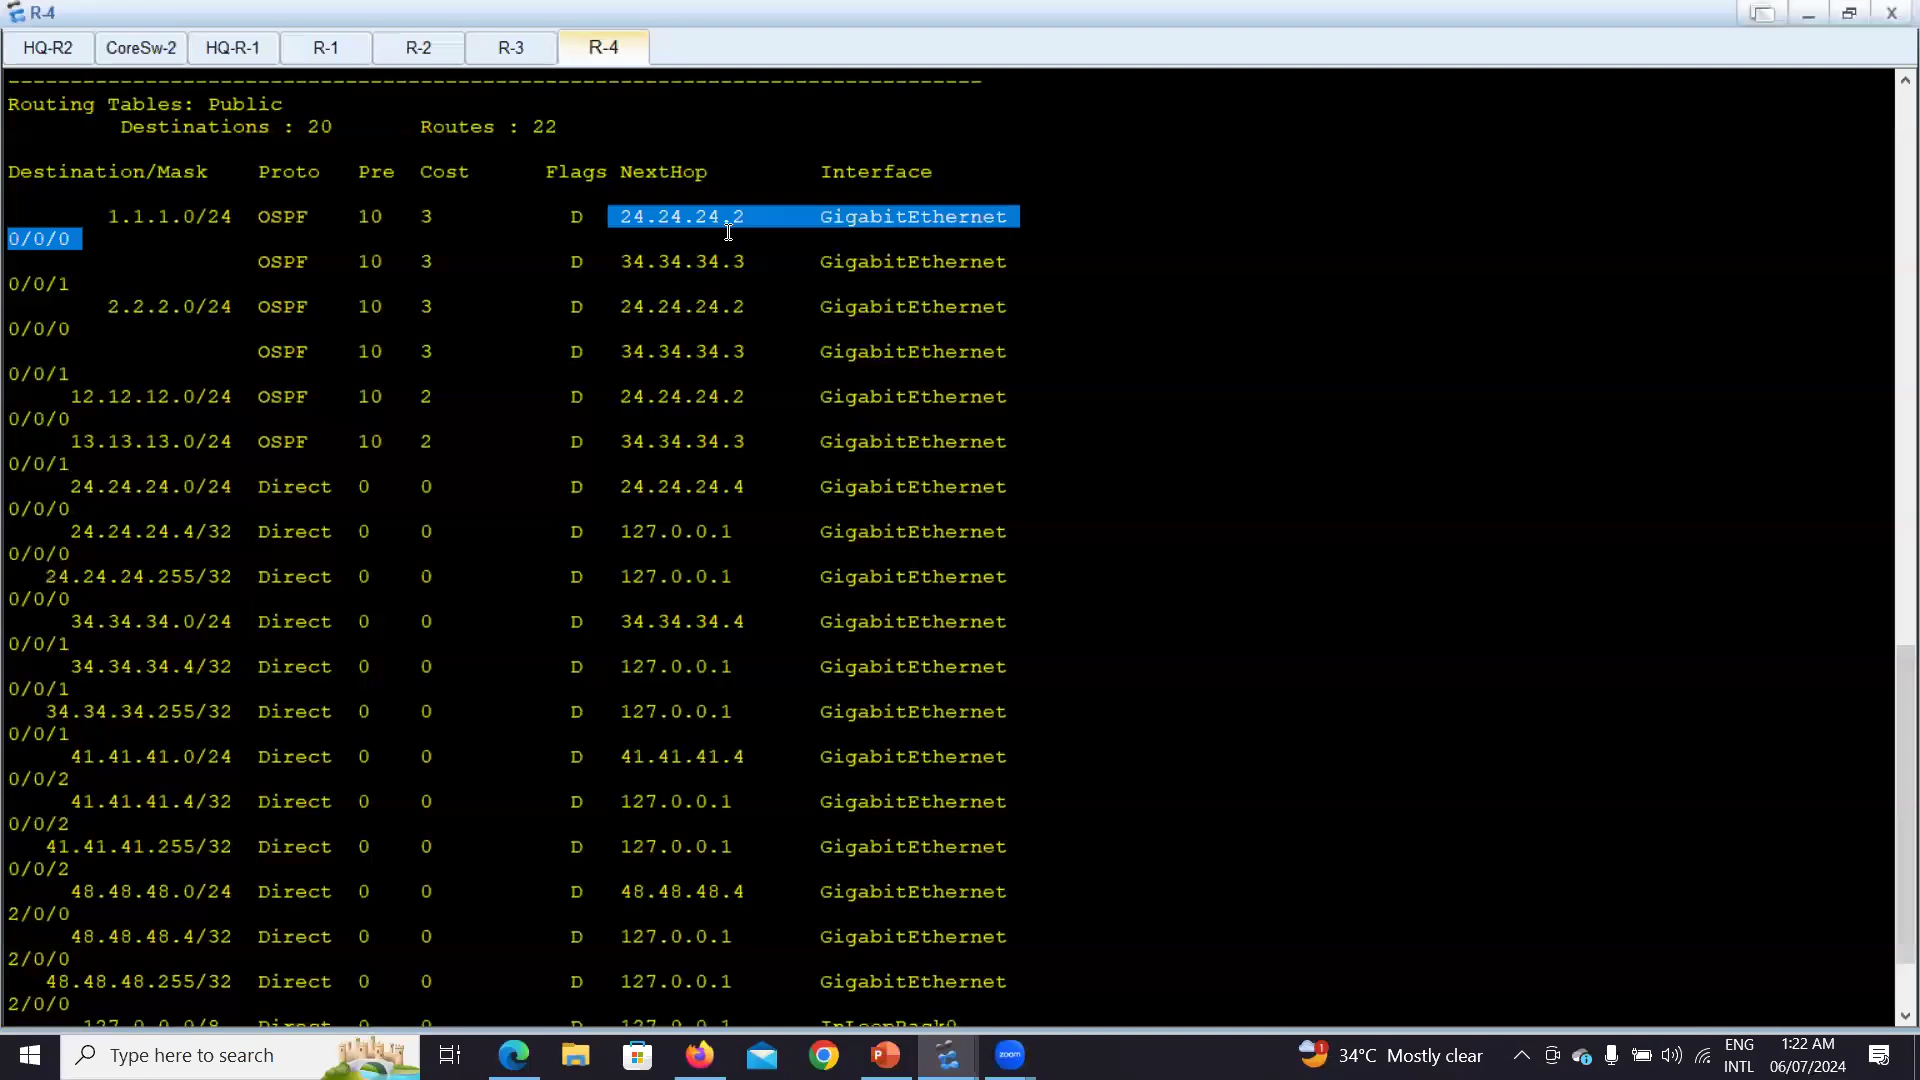 R-4
HQ-R2 CoreSw-2 HQ-R-1 R-1 R-2 R-3 R-4
------------------------------------------------------------------------------
Routing Tables: Public
Destinations : 20 Routes : 22
Destination/Mask Proto Pre Cost Flags NextHop Interface
1.1.1.0/24 OSPF 10 3 D 24.24.24.2 GigabitEthernet
0/0/0
OSPF 10 3 D 34.34.34.3 GigabitEthernet
0/0/1
2.2.2.0/24 OSPF 10 3 D 24.24.24.2 GigabitEthernet
0/0/0
OSPF 10 3 D 34.34.34.3 GigabitEthernet
0/0/1
12.12.12.0/24 OSPF 10 2 D 24.24.24.2 GigabitEthernet
0/0/0
13.13.13.0/24 OSPF 10 2 D 34.34.34.3 GigabitEthernet
0/0/1
24.24.24.0/24 Direct 0 0 D 24.24.24.4 GigabitEthernet
0/0/0
24.24.24.4/32 Direct 0 0 D 127.0.0.1 GigabitEthernet
0/0/0
24.24.24.255/32 Direct 0 0 D 127.0.0.1 GigabitEthernet
0/0/0
34.34.34.0/24 Direct 0 0 D 34.34.34.4 GigabitEthernet
0/0/1
34.34.34.4/32 Direct 0 0 D 127.0.0.1 GigabitEthernet
0/0/1
34.34.34.255/32 Direct 0 0 D 127.0.0.1 GigabitEthernet
0/0/1
41.41.41.0/24 Direct 0 0 D 41.41.41.4 GigabitEthernet
0/0/2
41.41.41.4/32 Direct 0 0 D 127.0.0.1 GigabitEthernet
0/0/2
41.41.41.255/32 Direct 0 0 D 127.0.0.1 GigabitEthernet
0/0/2
48.48.48.0/24 Direct 0 0 D 48.48.48.4 GigabitEthernet
2/0/0
48.48.48.4/32 Direct 0 0 D 127.0.0.1 GigabitEthernet
2/0/0
48.48.48.255/32 Direct 0 0 D 127.0.0.1 GigabitEthernet
2/0/0
127.0.0.0/8 Direct 0 0 D 127.0.0.1 InLoopBack0
Type here to search
zoom
1
34°C Mostly clear
ENG
INTL
1:22 AM
06/07/2024